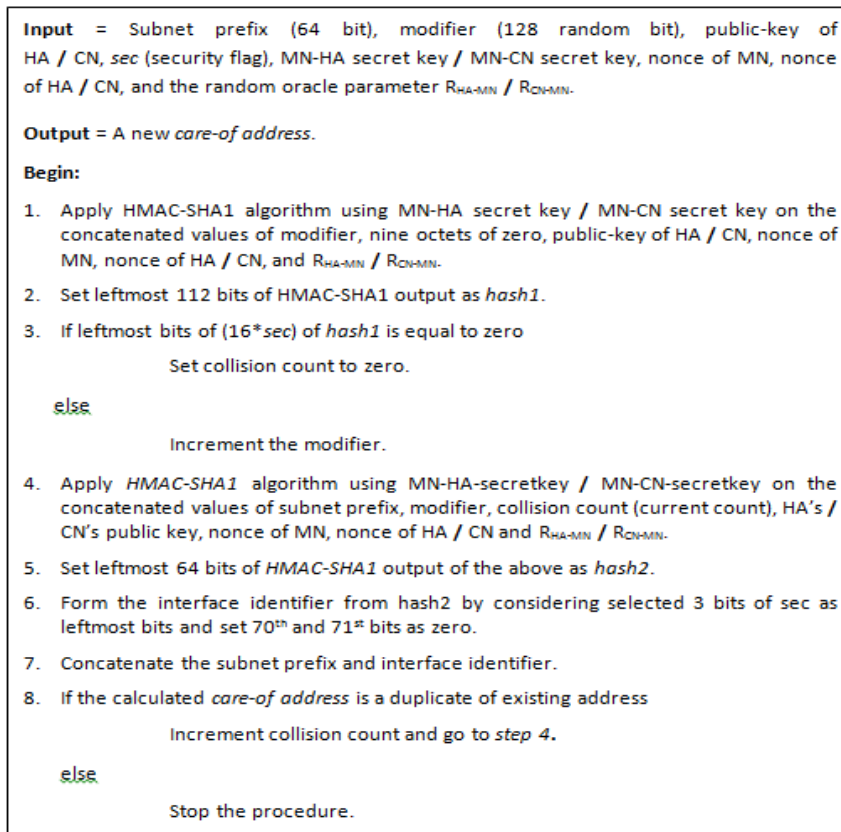 Input = Subnet prefix (64 bit), modifier (128 random bit), public-key of
HA / CN, sec (security flag), MN-HA secret key / MN-CN secret key, nonce of MN, nonce
of HA / CN, and the random oracle parameter RHA-MN / RCN-MN.
Output = A new care-of address.
Begin:
1. Apply HMAC-SHA1 algorithm using MN-HA secret key / MN-CN secret key on the
concatenated values of modifier, nine octets of zero, public-key of HA / CN, nonce of
MN, nonce of HA / CN, and RHA-MN / RCN-MN.
2. Set leftmost 112 bits of HMAC-SHA1 output as hash1.
3. If leftmost bits of (16*sec) of hash1 is equal to zero
Set collision count to zero.
else
Increment the modifier.
4. Apply HMAC-SHA1 algorithm using MN-HA-secretkey / MN-CN-secretkey on the
concatenated values of subnet prefix, modifier, collision count (current count), HA's /
CN's public key, nonce of MN, nonce of HA / CN and RHA-MN / RCN-MN.
5. Set leftmost 64 bits of HMAC-SHA1 output of the above as hash2.
6. Form the interface identifier from hash2 by considering selected 3 bits of sec as
leftmost bits and set 70th and 71st bits as zero.
7. Concatenate the subnet prefix and interface identifier.
8. If the calculated care-of address is a duplicate of existing address
Increment collision count and go to step 4.
else
Stop the procedure.